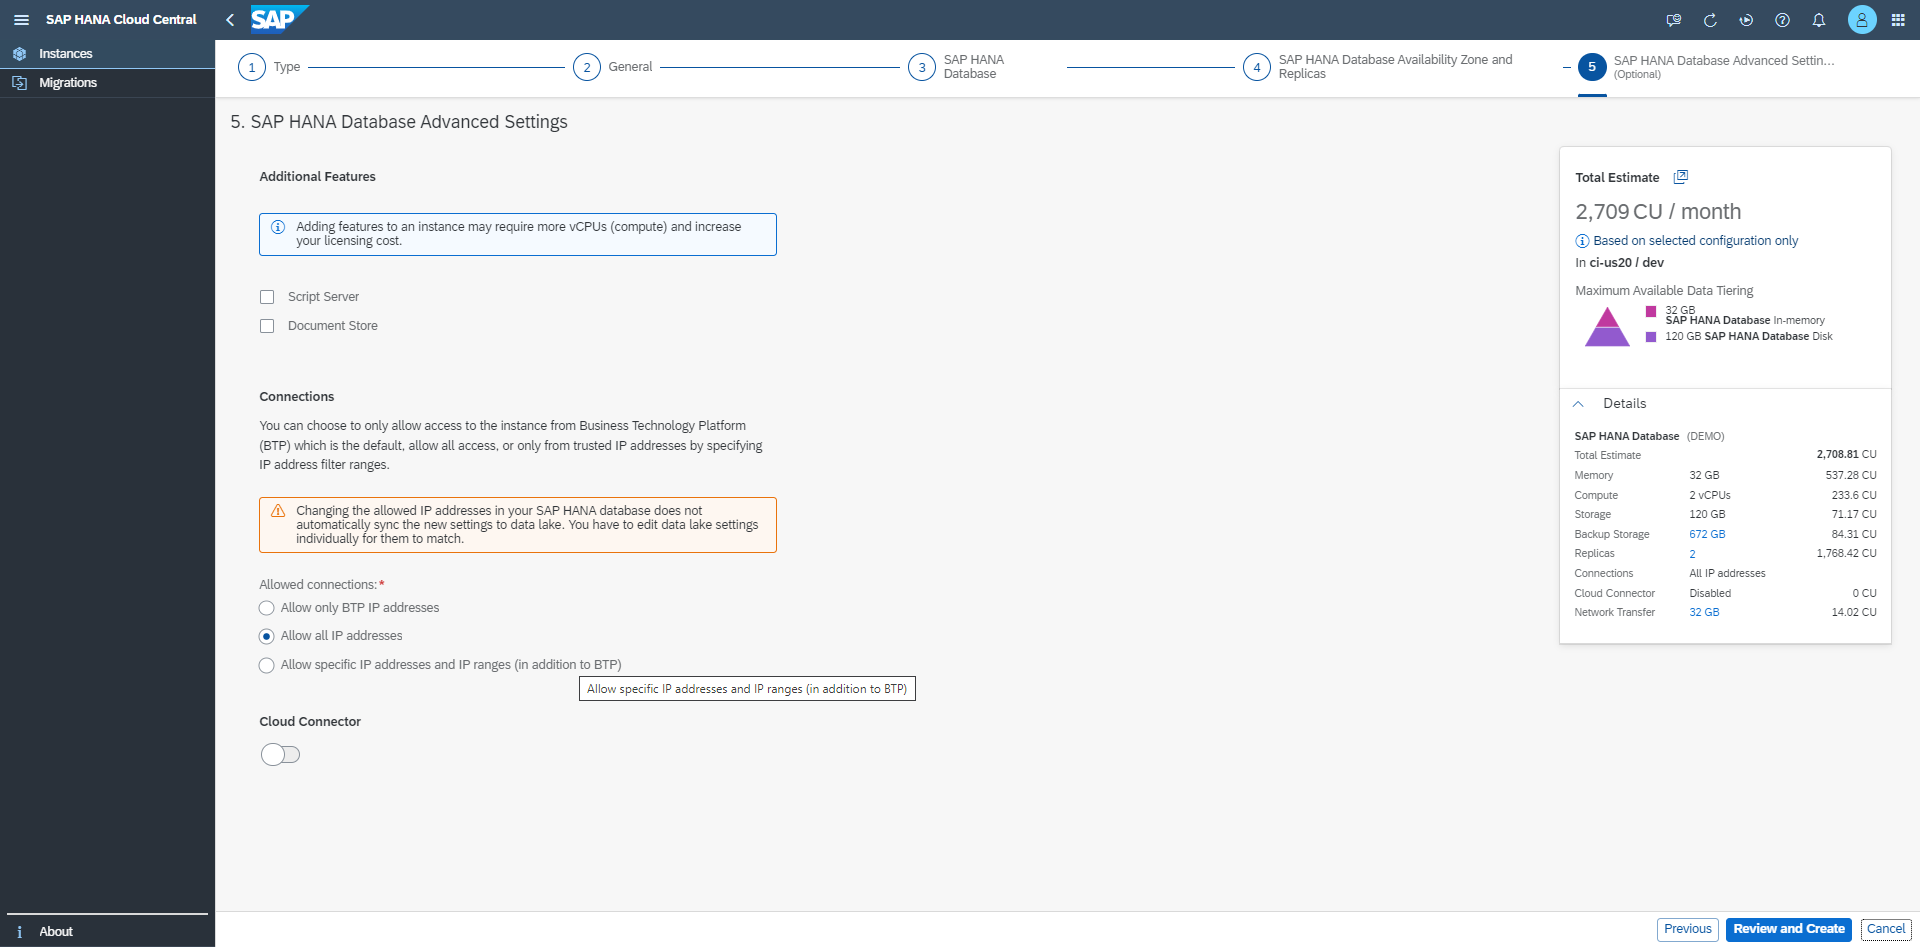 SAP HANA Cloud Central
SAP
Instances
Migrations
1 Type
2 General
3 SAP HANA
Database
4 SAP HANA Database Availability Zone and
Replicas
5 SAP HANA Database Advanced Settin...
(Optional)
5. SAP HANA Database Advanced Settings
Additional Features
Adding features to an instance may require more vCPUs (compute) and increase
your licensing cost.
Script Server
Document Store
Connections
You can choose to only allow access to the instance from Business Technology Platform
(BTP) which is the default, allow all access, or only from trusted IP addresses by specifying
IP address filter ranges.
Changing the allowed IP addresses in your SAP HANA database does not
automatically sync the new settings to data lake. You have to edit data lake settings
individually for them to match.
Allowed connections:*
Allow only BTP IP addresses
Allow all IP addresses
Allow specific IP addresses and IP ranges (in addition to BTP)
Allow specific IP addresses and IP ranges (in addition to BTP)
Cloud Connector
Total Estimate
2,709 CU / month
Based on selected configuration only
In ci-us20 / dev
Maximum Available Data Tiering
32 GB
SAP HANA Database In-memory
120 GB SAP HANA Database Disk
Details
SAP HANA Database (DEMO)
Total Estimate 2,708.81 CU
Memory 32 GB 537.28 CU
Compute 2 vCPUs 233.6 CU
Storage 120 GB 71.17 CU
Backup Storage 672 GB 84.31 CU
Replicas 2 1,768.42 CU
Connections All IP addresses
Cloud Connector Disabled 0 CU
Network Transfer 32 GB 14.02 CU
About
Previous
Review and Create
Cancel